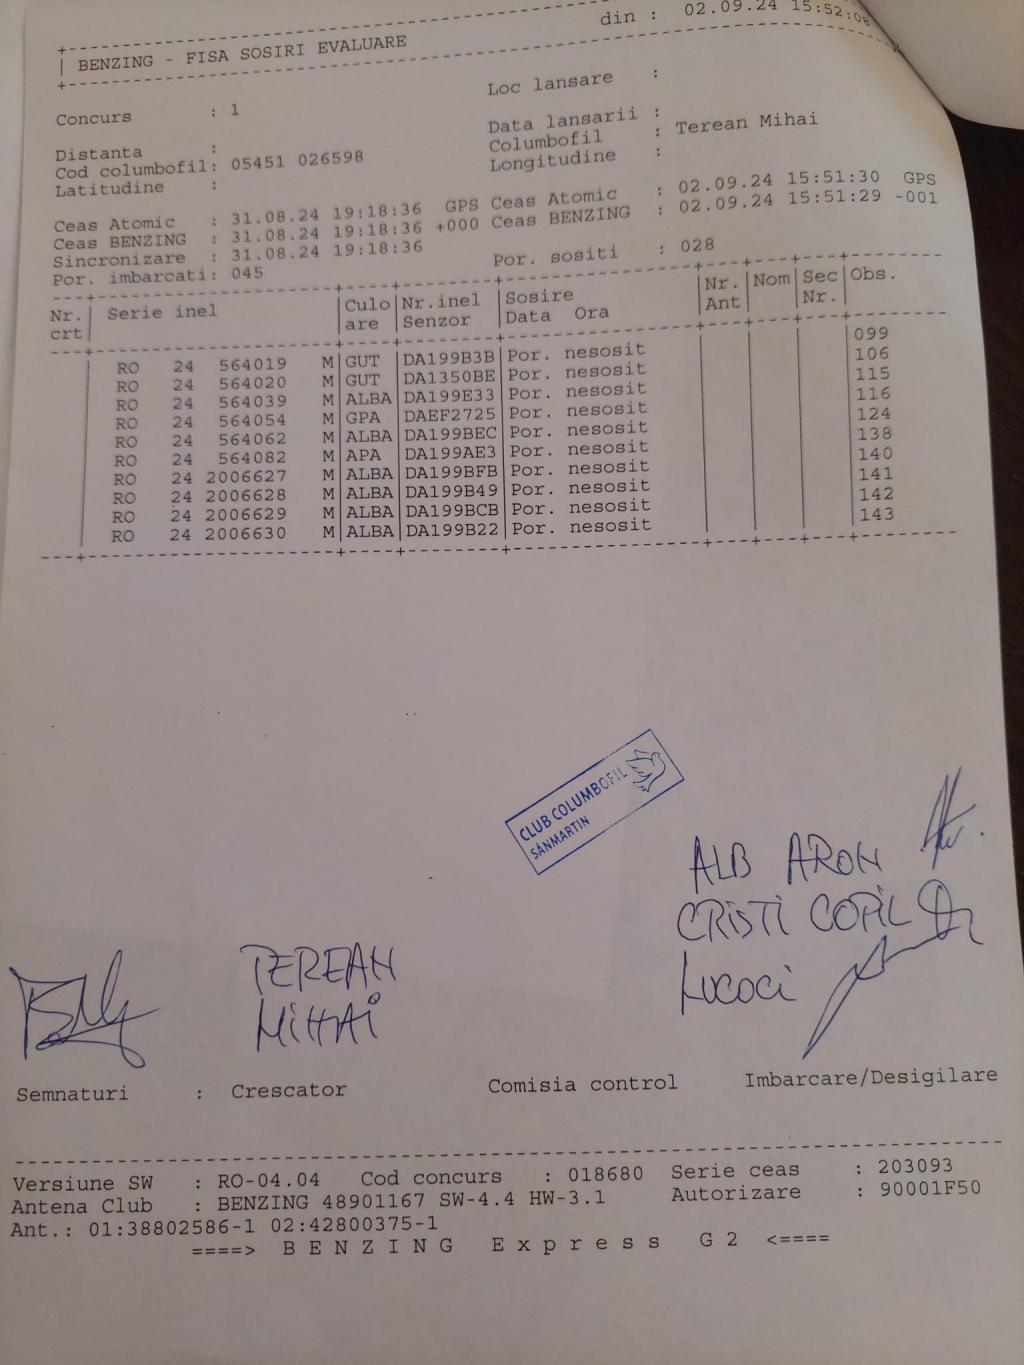 din : 02.09.24 15:52:08
+------------------------------------------------
| BENZING - FISA SOSIRI EVALUARE
+------------------------------------------------
Concurs : 1 Loc lansare :
Data lansarii :
Distanta : Columbofil : Terean Mihai
Cod columbofil: 05451 026598 Longitudine :
Latitudine :
Ceas Atomic : 31.08.24 19:18:36 GPS Ceas Atomic : 02.09.24 15:51:30 GPS
Ceas BENZING : 31.08.24 19:18:36 +000 Ceas BENZING : 02.09.24 15:51:29 -001
Sincronizare : 31.08.24 19:18:36
Por. imbarcati: 045 Por. sositi : 028
Nr. | Serie inel | Culo | Nr.inel | Sosire | Nr. | Nom | Sec | Obs.
crt | | are | Senzor | Data Ora | Ant | | Nr. |
RO 24 564019 M | GUT | DA199B3B | Por. nesosit | | | | 099
RO 24 564020 M | GUT | DA1350BE | Por. nesosit | | | | 106
RO 24 564039 M | ALBA | DA199E33 | Por. nesosit | | | | 115
RO 24 564054 M | GPA | DAEF2725 | Por. nesosit | | | | 116
RO 24 564062 M | ALBA | DA199BEC | Por. nesosit | | | | 124
RO 24 564082 M | APA | DA199AE3 | Por. nesosit | | | | 138
RO 24 2006627 M | ALBA | DA199BFB | Por. nesosit | | | | 140
RO 24 2006628 M | ALBA | DA199B49 | Por. nesosit | | | | 141
RO 24 2006629 M | ALBA | DA199BCB | Por. nesosit | | | | 142
RO 24 2006630 M | ALBA | DA199B22 | Por. nesosit | | | | 143
CLUB COLUMBOFIL
SÂNMARTIN
ALB ARON
CRISTI COPIL
Lucoci
TEREAN
MIHAI
Semnaturi : Crescator Comisia control Imbarcare/Desigilare
Versiune SW : RO-04.04 Cod concurs : 018680 Serie ceas : 203093
Antena Club : BENZING 48901167 SW-4.4 HW-3.1 Autorizare : 90001F50
Ant.: 01:38802586-1 02:42800375-1
====> B E N Z I N G E x p r e s s G 2 <====